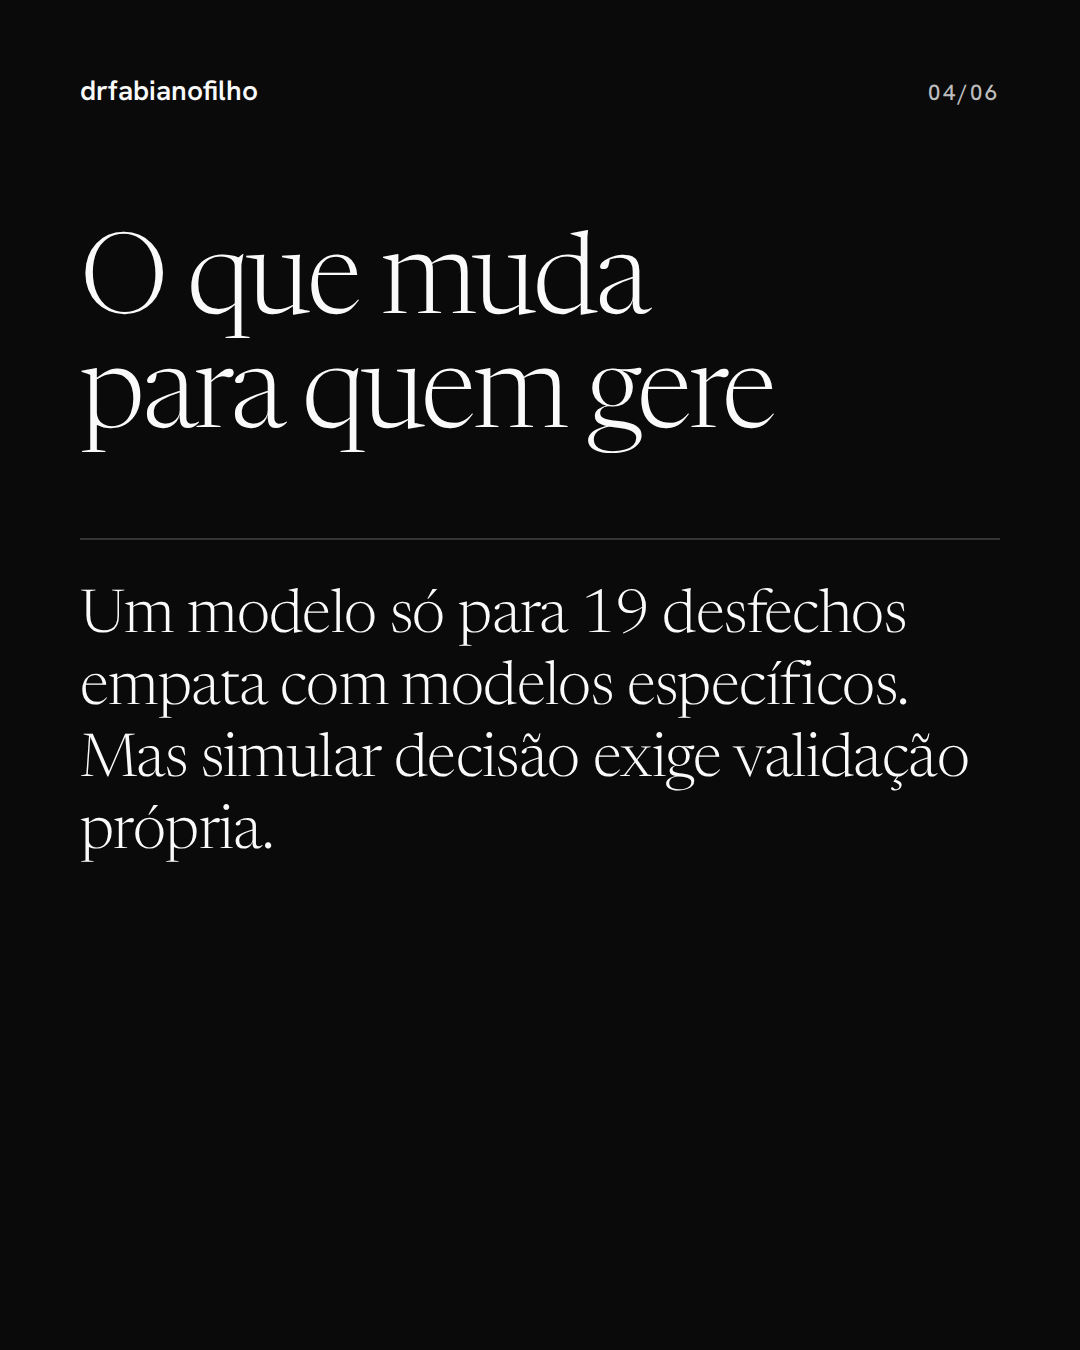 drfabianofilho
04/06
O que muda
para quem gere
Um modelo só para 19 desfechos
empata com modelos específicos.
Mas simular decisão exige validação
própria.